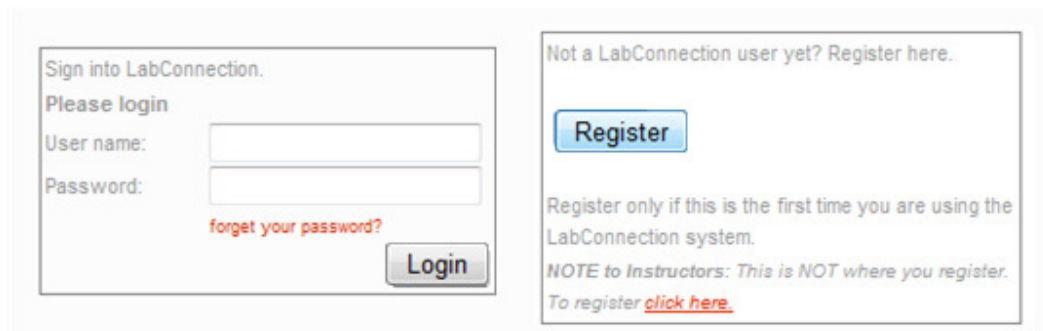 Sign into LabConnection.
Please login
User name:
Password:
forget your password?
Login
Not a LabConnection user yet? Register here.
Register
Register only if this is the first time you are using the
LabConnection system.
NOTE to Instructors: This is NOT where you register.
To register click here.